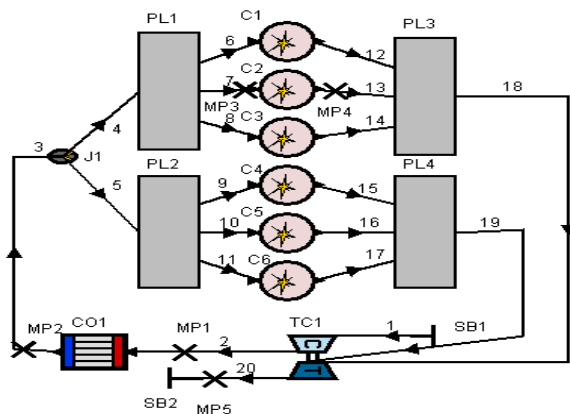 PL1 C1 PL3
6 12
7 C2 13 18
MP3 MP4
8 C3 14
3 4 J1
PL2 C4 PL4
5 9 15
10 C5 16 19
11 C6 17
MP2 CO1 MP1 TC1 1 SB1
2 C
20 T
SB2 MP5